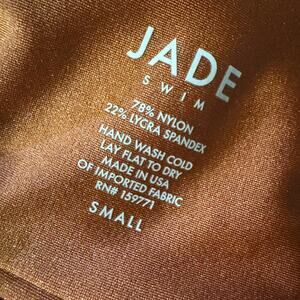 JADE
SWIM
78% NYLON
22% LYCRA SPANDEX
HAND WASH COLD
LAY FLAT TO DRY
MADE IN USA
OF IMPORTED FABRIC
RN# 159771
SMALL